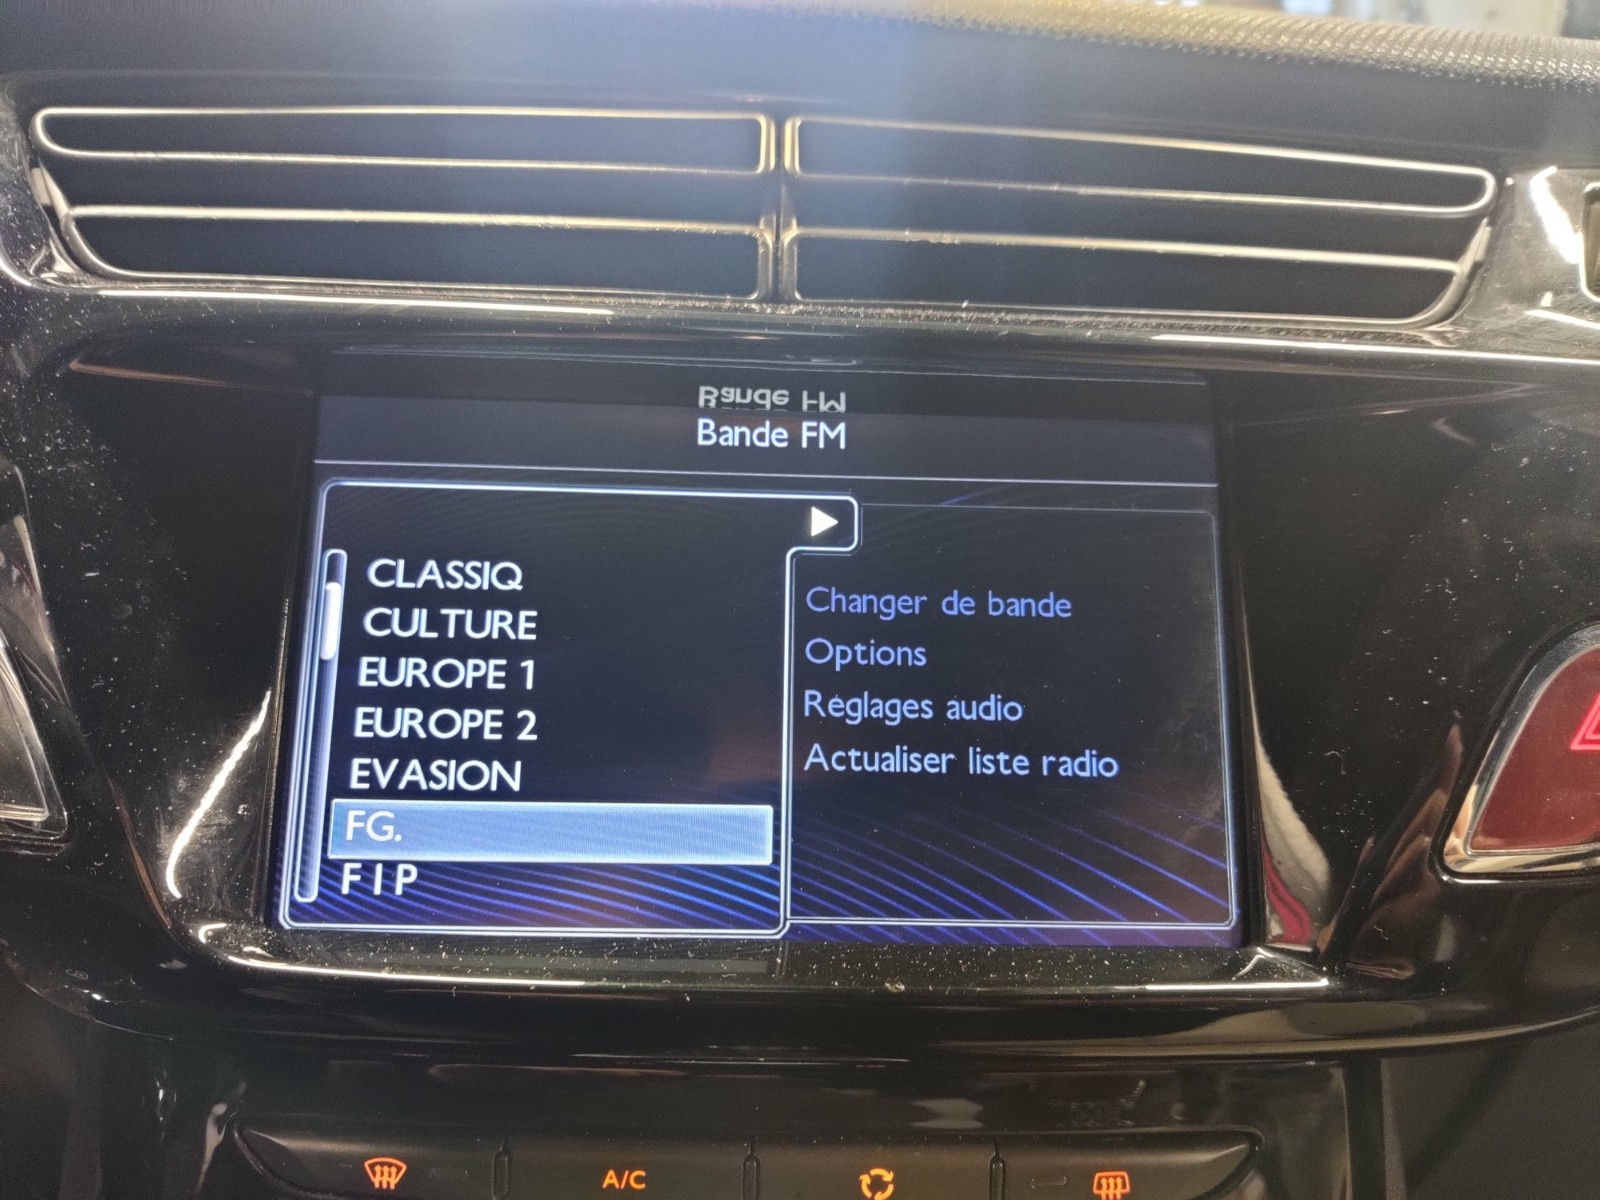 Bande FM
Bande FM
CLASSIQ
CULTURE
EUROPE 1
EUROPE 2
EVASION
FG.
F I P
Changer de bande
Options
Réglages audio
Actualiser liste radio
A/C